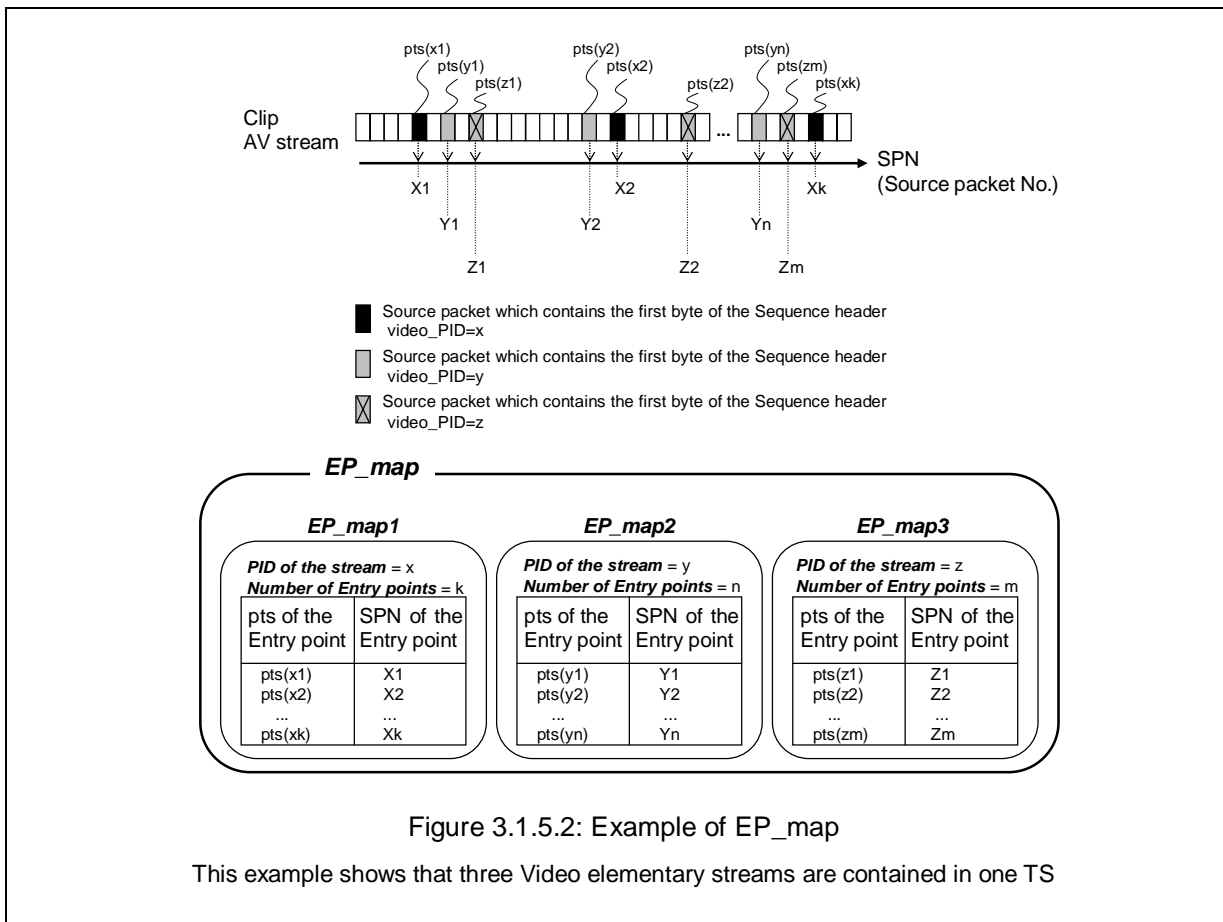 pts(x1)
pts(y1)
pts(z1)
pts(y2)
pts(x2)
pts(z2)
pts(yn)
pts(zm)
pts(xk)
Clip
AV stream
...
SPN
(Source packet No.)
X1
X2
Xk
Y1
Y2
Yn
Z1
Z2
Zm
Source packet which contains the first byte of the Sequence header
video_PID=x
Source packet which contains the first byte of the Sequence header
video_PID=y
Source packet which contains the first byte of the Sequence header
video_PID=z
EP_map
EP_map1
PID of the stream = x
Number of Entry points = k
pts of the Entry point SPN of the Entry point
pts(x1) X1
pts(x2) X2
... ...
pts(xk) Xk
EP_map2
PID of the stream = y
Number of Entry points = n
pts of the Entry point SPN of the Entry point
pts(y1) Y1
pts(y2) Y2
... ...
pts(yn) Yn
EP_map3
PID of the stream = z
Number of Entry points = m
pts of the Entry point SPN of the Entry point
pts(z1) Z1
pts(z2) Z2
... ...
pts(zm) Zm
Figure 3.1.5.2: Example of EP_map
This example shows that three Video elementary streams are contained in one TS